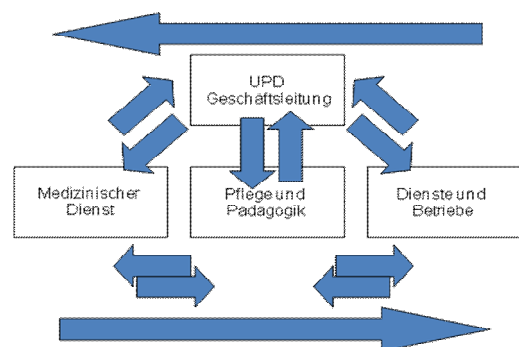 UPD
Geschäftsleitung
Medizinischer
Dienst
Pflege und
Pädagogik
Dienste und
Betriebe